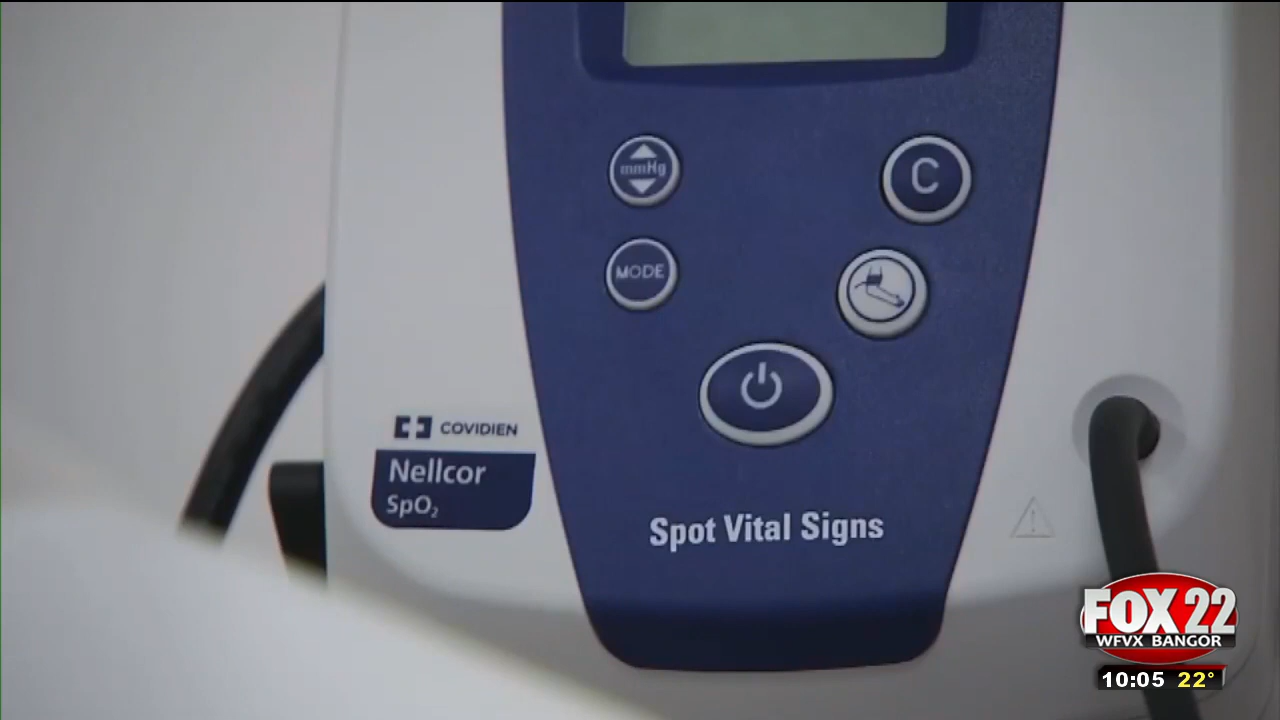 mmHg
C
MODE
COVIDIEN
Nellcor
SpO₂
Spot Vital Signs
FOX 22
WFVX BANGOR
10:05 22°